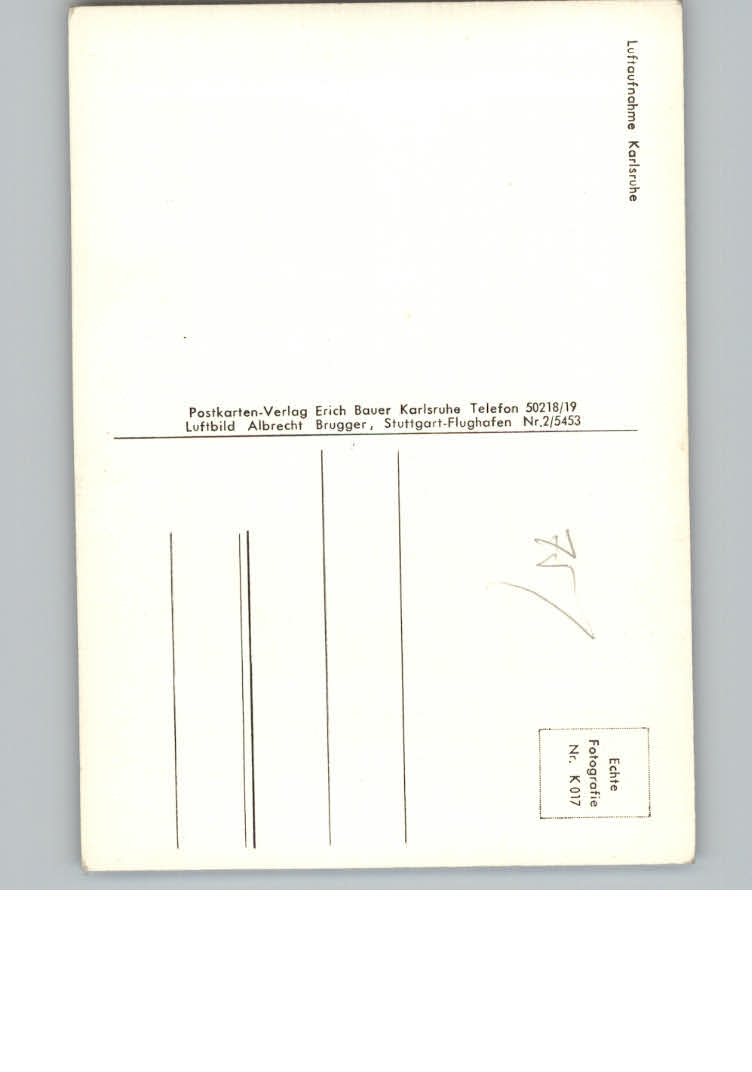 Luftaufnahme Karlsruhe
Postkarten-Verlag Erich Bauer Karlsruhe Telefon 50218/19
Luftbild Albrecht Brugger, Stuttgart-Flughafen Nr.2/5453
Echte
Fotografie
Nr. K 017